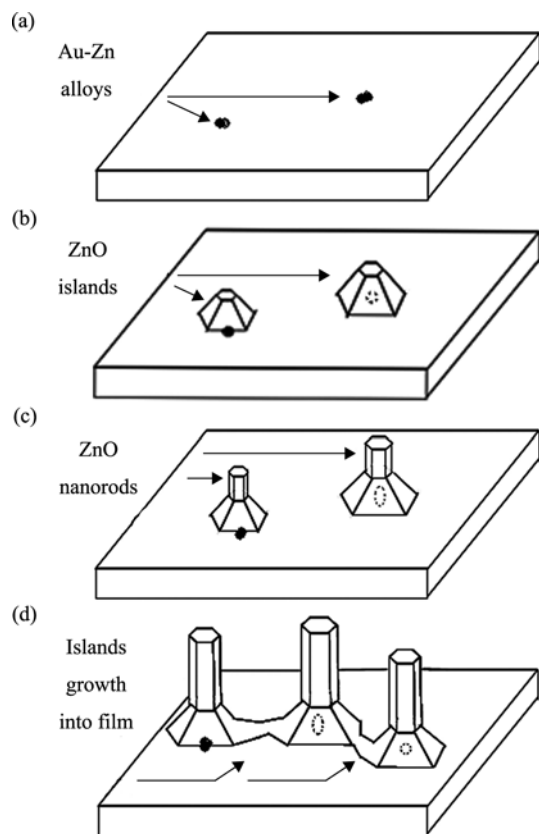 (a)
Au-Zn
alloys
(b)
ZnO
islands
(c)
ZnO
nanorods
(d)
Islands
growth
into film